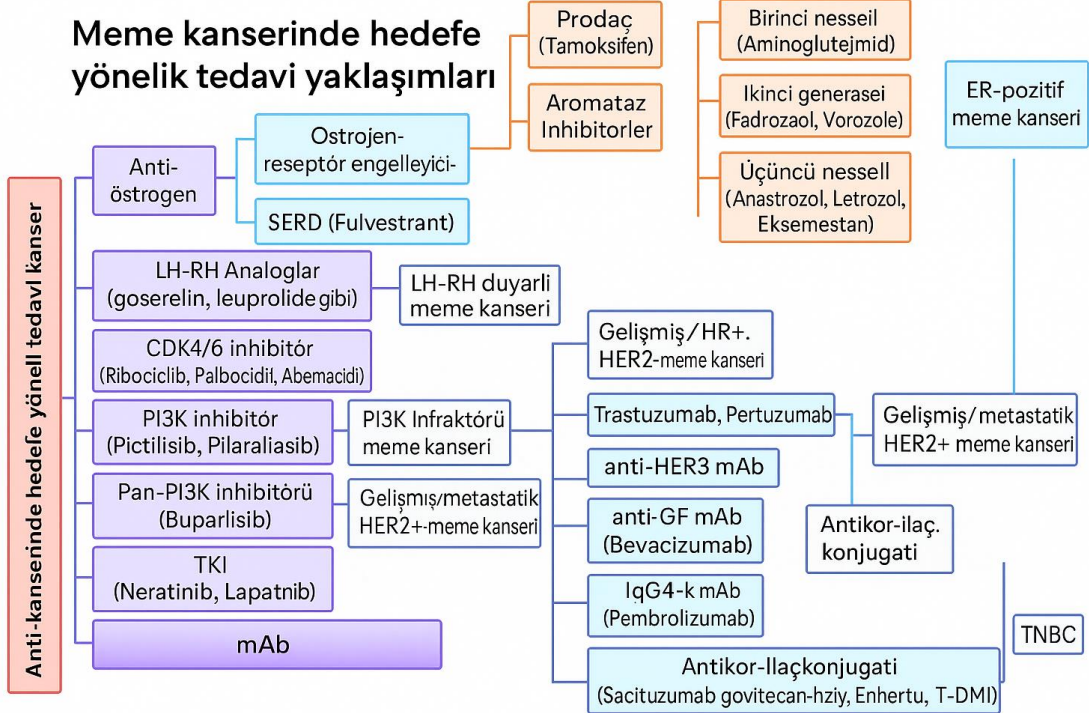 Meme kanserinde hedefe
yönelik tedavi yaklaşımları
Anti-kanserinde hedefe yönell tedavl kanser
Anti-
östrogen
Ostrojen-
reseptór engelleyici-
SERD (Fulvestrant)
Prodaç
(Tamoksifen)
Aromataz
Inhibitorler
Birinci nesseil
(Aminoglutejmid)
Ikinci generasei
(Fadrozaol, Vorozole)
Üçüncü nessell
(Anastrozol, Letrozol,
Eksemestan)
ER-pozitif
meme kanseri
LH-RH Analoglar
(goserelin, leuprolide gibi)
LH-RH duyarli
meme kanseri
CDK4/6 inhibitór
(Ribociclib, Palbocidil, Abemacidi)
PI3K inhibitór
(Pictilisib, Pilaraliasib)
PI3K Infraktórü
meme kanseri
Pan-PI3K inhibitórü
(Buparlisib)
Gelişmış/metastatik
HER2+-meme kanseri
TKI
(Neratinib, Lapatnib)
mAb
Gelişmiş/HR+.
HER2-meme kanseri
Trastuzumab, Pertuzumab
anti-HER3 mAb
anti-GF mAb
(Bevacizumab)
IqG4-k mAb
(Pembrolizumab)
Antikor-Ilaçkonjugati
(Sacituzumab govitecan-hziy, Enhertu, T-DMI)
Gelişmiş/metastatik
HER2+ meme kanseri
Antikor-ilaç.
konjugati
TNBC